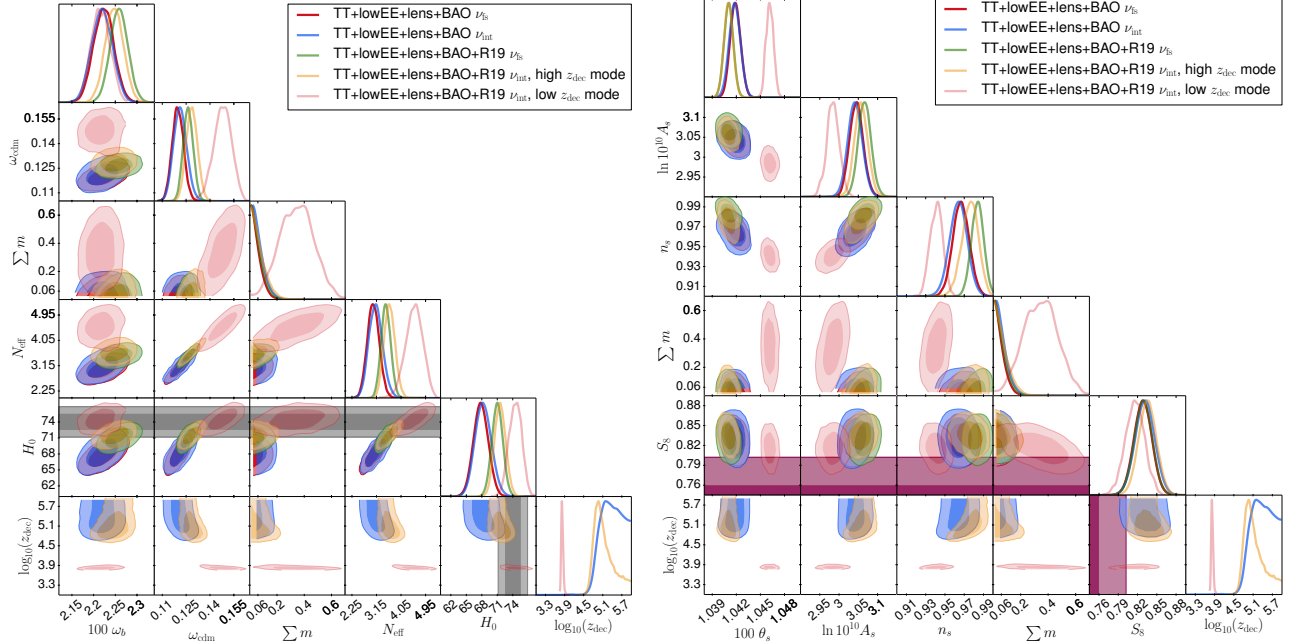 TT+lowEE+lens+BAO ν_fs
TT+lowEE+lens+BAO ν_int
TT+lowEE+lens+BAO+R19 ν_fs
TT+lowEE+lens+BAO+R19 ν_int, high z_dec mode
TT+lowEE+lens+BAO+R19 ν_int, low z_dec mode
ω_cdm
0.155
0.14
0.125
0.11
∑ m
0.6
0.4
0.2
0.06
N_eff
4.95
4.05
3.15
2.25
H_0
74
71
68
65
62
log_10(z_dec)
5.7
5.1
4.5
3.9
3.3
2.15 2.2 2.25 2.3
100 ω_b
0.11 0.125 0.14 0.155
ω_cdm
0.06 0.2 0.4 0.6
∑ m
2.25 3.15 4.05 4.95
N_eff
62 65 68 71 74
H_0
3.3 3.9 4.5 5.1 5.7
log_10(z_dec)
TT+lowEE+lens+BAO ν_fs
TT+lowEE+lens+BAO ν_int
TT+lowEE+lens+BAO+R19 ν_fs
TT+lowEE+lens+BAO+R19 ν_int, high z_dec mode
TT+lowEE+lens+BAO+R19 ν_int, low z_dec mode
ln 10^10 A_s
3.1
3.05
3
2.95
n_s
0.99
0.97
0.95
0.93
0.91
∑ m
0.6
0.4
0.2
0.06
S_8
0.88
0.85
0.82
0.79
0.76
log_10(z_dec)
5.7
5.1
4.5
3.9
3.3
1.039 1.042 1.045 1.048
100 θ_s
2.95 3 3.05 3.1
ln 10^10 A_s
0.91 0.93 0.95 0.97 0.99
n_s
0.06 0.2 0.4 0.6
∑ m
0.76 0.79 0.82 0.85 0.88
S_8
3.3 3.9 4.5 5.1 5.7
log_10(z_dec)